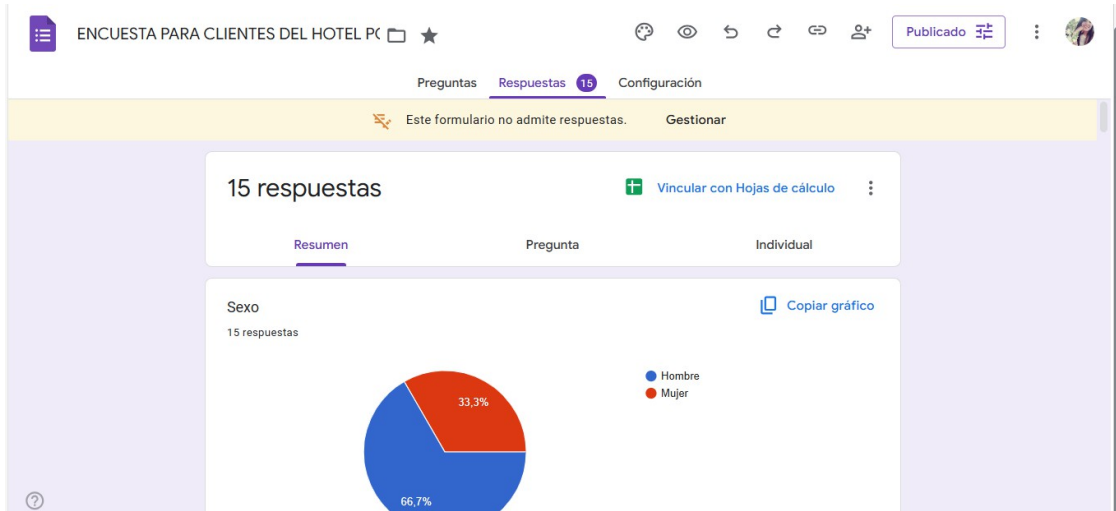 ENCUESTA PARA CLIENTES DEL HOTEL PO
Publicado
Preguntas Respuestas 15 Configuración
Este formulario no admite respuestas. Gestionar
15 respuestas
Vincular con Hojas de cálculo
Resumen Pregunta Individual
Sexo
Copiar gráfico
15 respuestas
Hombre
Mujer
33,3%
66,7%